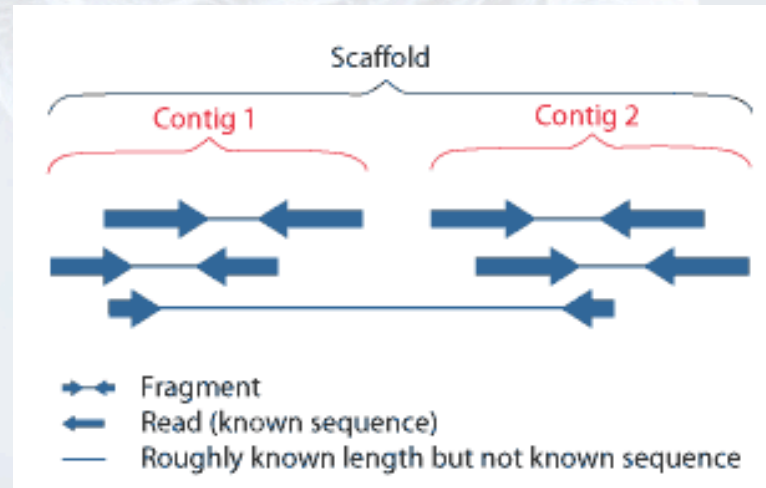 Scaffold
Contig 1
Contig 2
Fragment
Read (known sequence)
Roughly known length but not known sequence